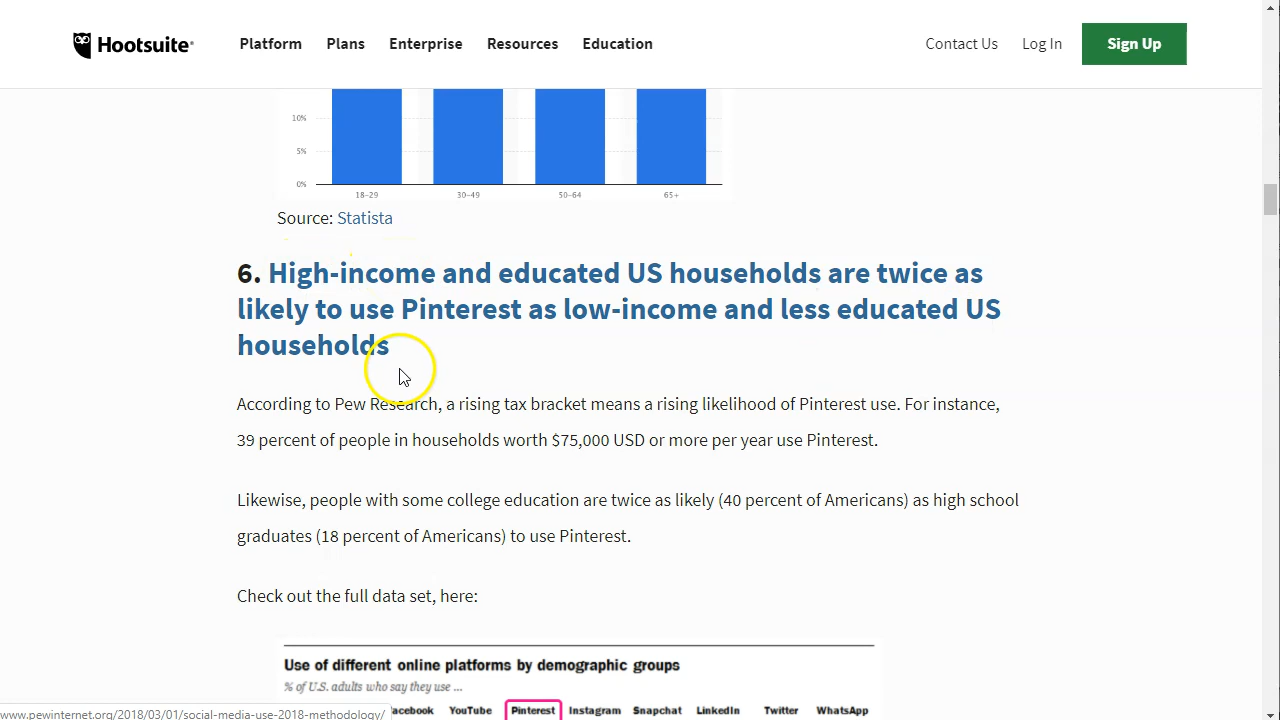 Hootsuite®
Platform Plans Enterprise Resources Education
Contact Us Log In Sign Up
10%
5%
0%
18–29 30–49 50–64 65+
Source: Statista
6. High-income and educated US households are twice as
likely to use Pinterest as low-income and less educated US
households
According to Pew Research, a rising tax bracket means a rising likelihood of Pinterest use. For instance,
39 percent of people in households worth $75,000 USD or more per year use Pinterest.
Likewise, people with some college education are twice as likely (40 percent of Americans) as high school
graduates (18 percent of Americans) to use Pinterest.
Check out the full data set, here:
Use of different online platforms by demographic groups
% of U.S. adults who say they use ...
acebook YouTube Pinterest Instagram Snapchat LinkedIn Twitter WhatsApp
www.pewinternet.org/2018/03/01/social-media-use-2018-methodology/